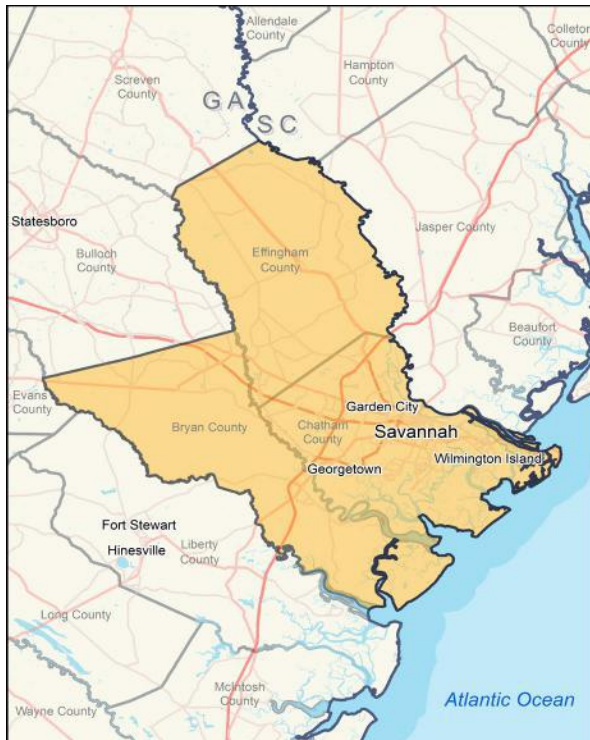 Allendale
County
Colleton
County
Screven
County
Hampton
County
GA
SC
Statesboro
Jasper County
Bulloch
County
Effingham
County
Beaufort
County
Evans
County
Garden City
Bryan County
Chatham
County
Savannah
Georgetown
Wilmington Island
Fort Stewart
Hinesville
Liberty
County
Long County
McIntosh
County
Wayne County
Atlantic Ocean